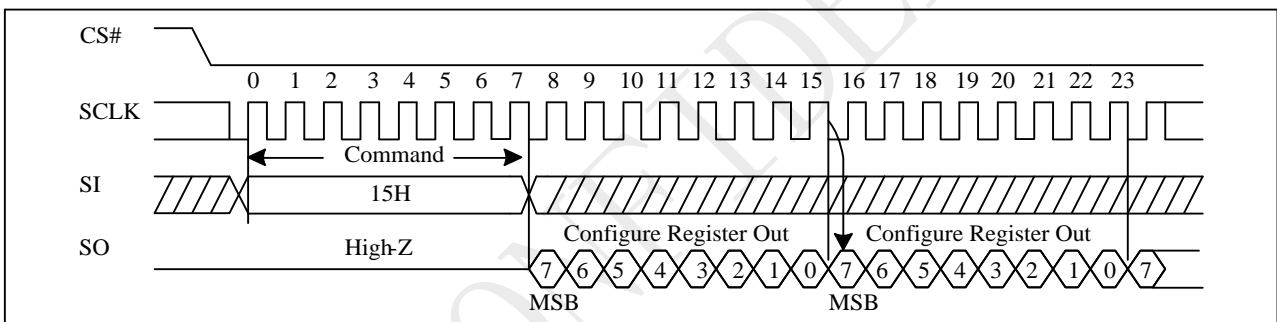 CS#
0 1 2 3 4 5 6 7 8 9 10 11 12 13 14 15 16 17 18 19 20 21 22 23
SCLK
Command
SI
15H
SO
High-Z
Configure Register Out
Configure Register Out
7 6 5 4 3 2 1 0 7 6 5 4 3 2 1 0 7
MSB
MSB